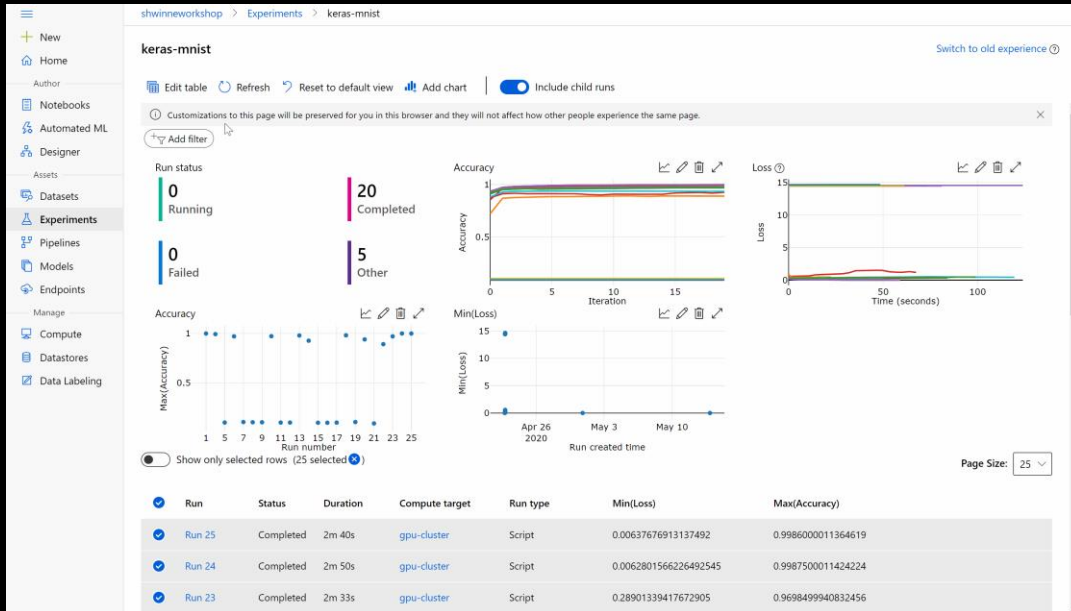 shwinneworkshop > Experiments > keras-mnist
New
Home
Author
Notebooks
Automated ML
Designer
Assets
Datasets
Experiments
Pipelines
Models
Endpoints
Manage
Compute
Datastores
Data Labeling
keras-mnist
Switch to old experience
Edit table Refresh Reset to default view Add chart Include child runs
Customizations to this page will be preserved for you in this browser and they will not affect how other people experience the same page.
Add filter
Run status
0
Running
20
Completed
0
Failed
5
Other
Accuracy
Accuracy
1
0.5
0 5 10 15
Iteration
Loss
Loss
15
10
5
0
0 50 100
Time (seconds)
Accuracy
Max(Accuracy)
1
0.5
1 5 7 9 11 13 15 17 19 21 23 25
Run number
Min(Loss)
Min(Loss)
15
10
5
0
Apr 26 May 3 May 10
2020
Run created time
Show only selected rows (25 selected)
Page Size: 25
Run Status Duration Compute target Run type Min(Loss) Max(Accuracy)
Run 25 Completed 2m 40s gpu-cluster Script 0.00637676913137492 0.9986000011364619
Run 24 Completed 2m 50s gpu-cluster Script 0.0062801566226492545 0.9987500011424224
Run 23 Completed 2m 33s gpu-cluster Script 0.28901339417672905 0.9698499940832456